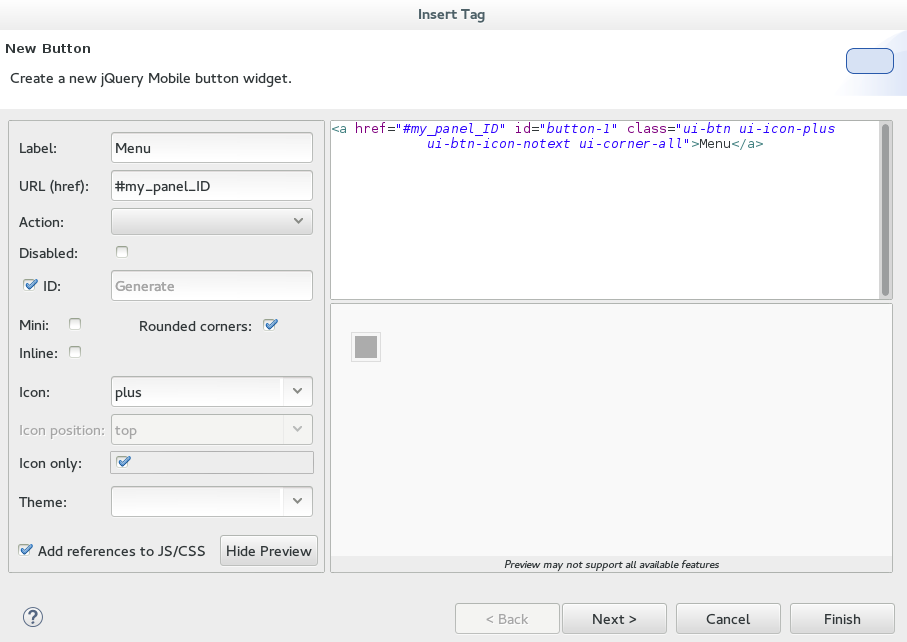 Insert Tag
New Button
Create a new jQuery Mobile button widget.
Label: Menu
URL (href): #my_panel_ID
Action:
Disabled:
ID: Generate
Mini: Rounded corners:
Inline:
Icon: plus
Icon position: top
Icon only:
Theme:
Add references to JS/CSS Hide Preview
<a href="#my_panel_ID" id="button-1" class="ui-btn ui-icon-plus
ui-btn-icon-notext ui-corner-all">Menu</a>
Preview may not support all available features
? < Back Next > Cancel Finish